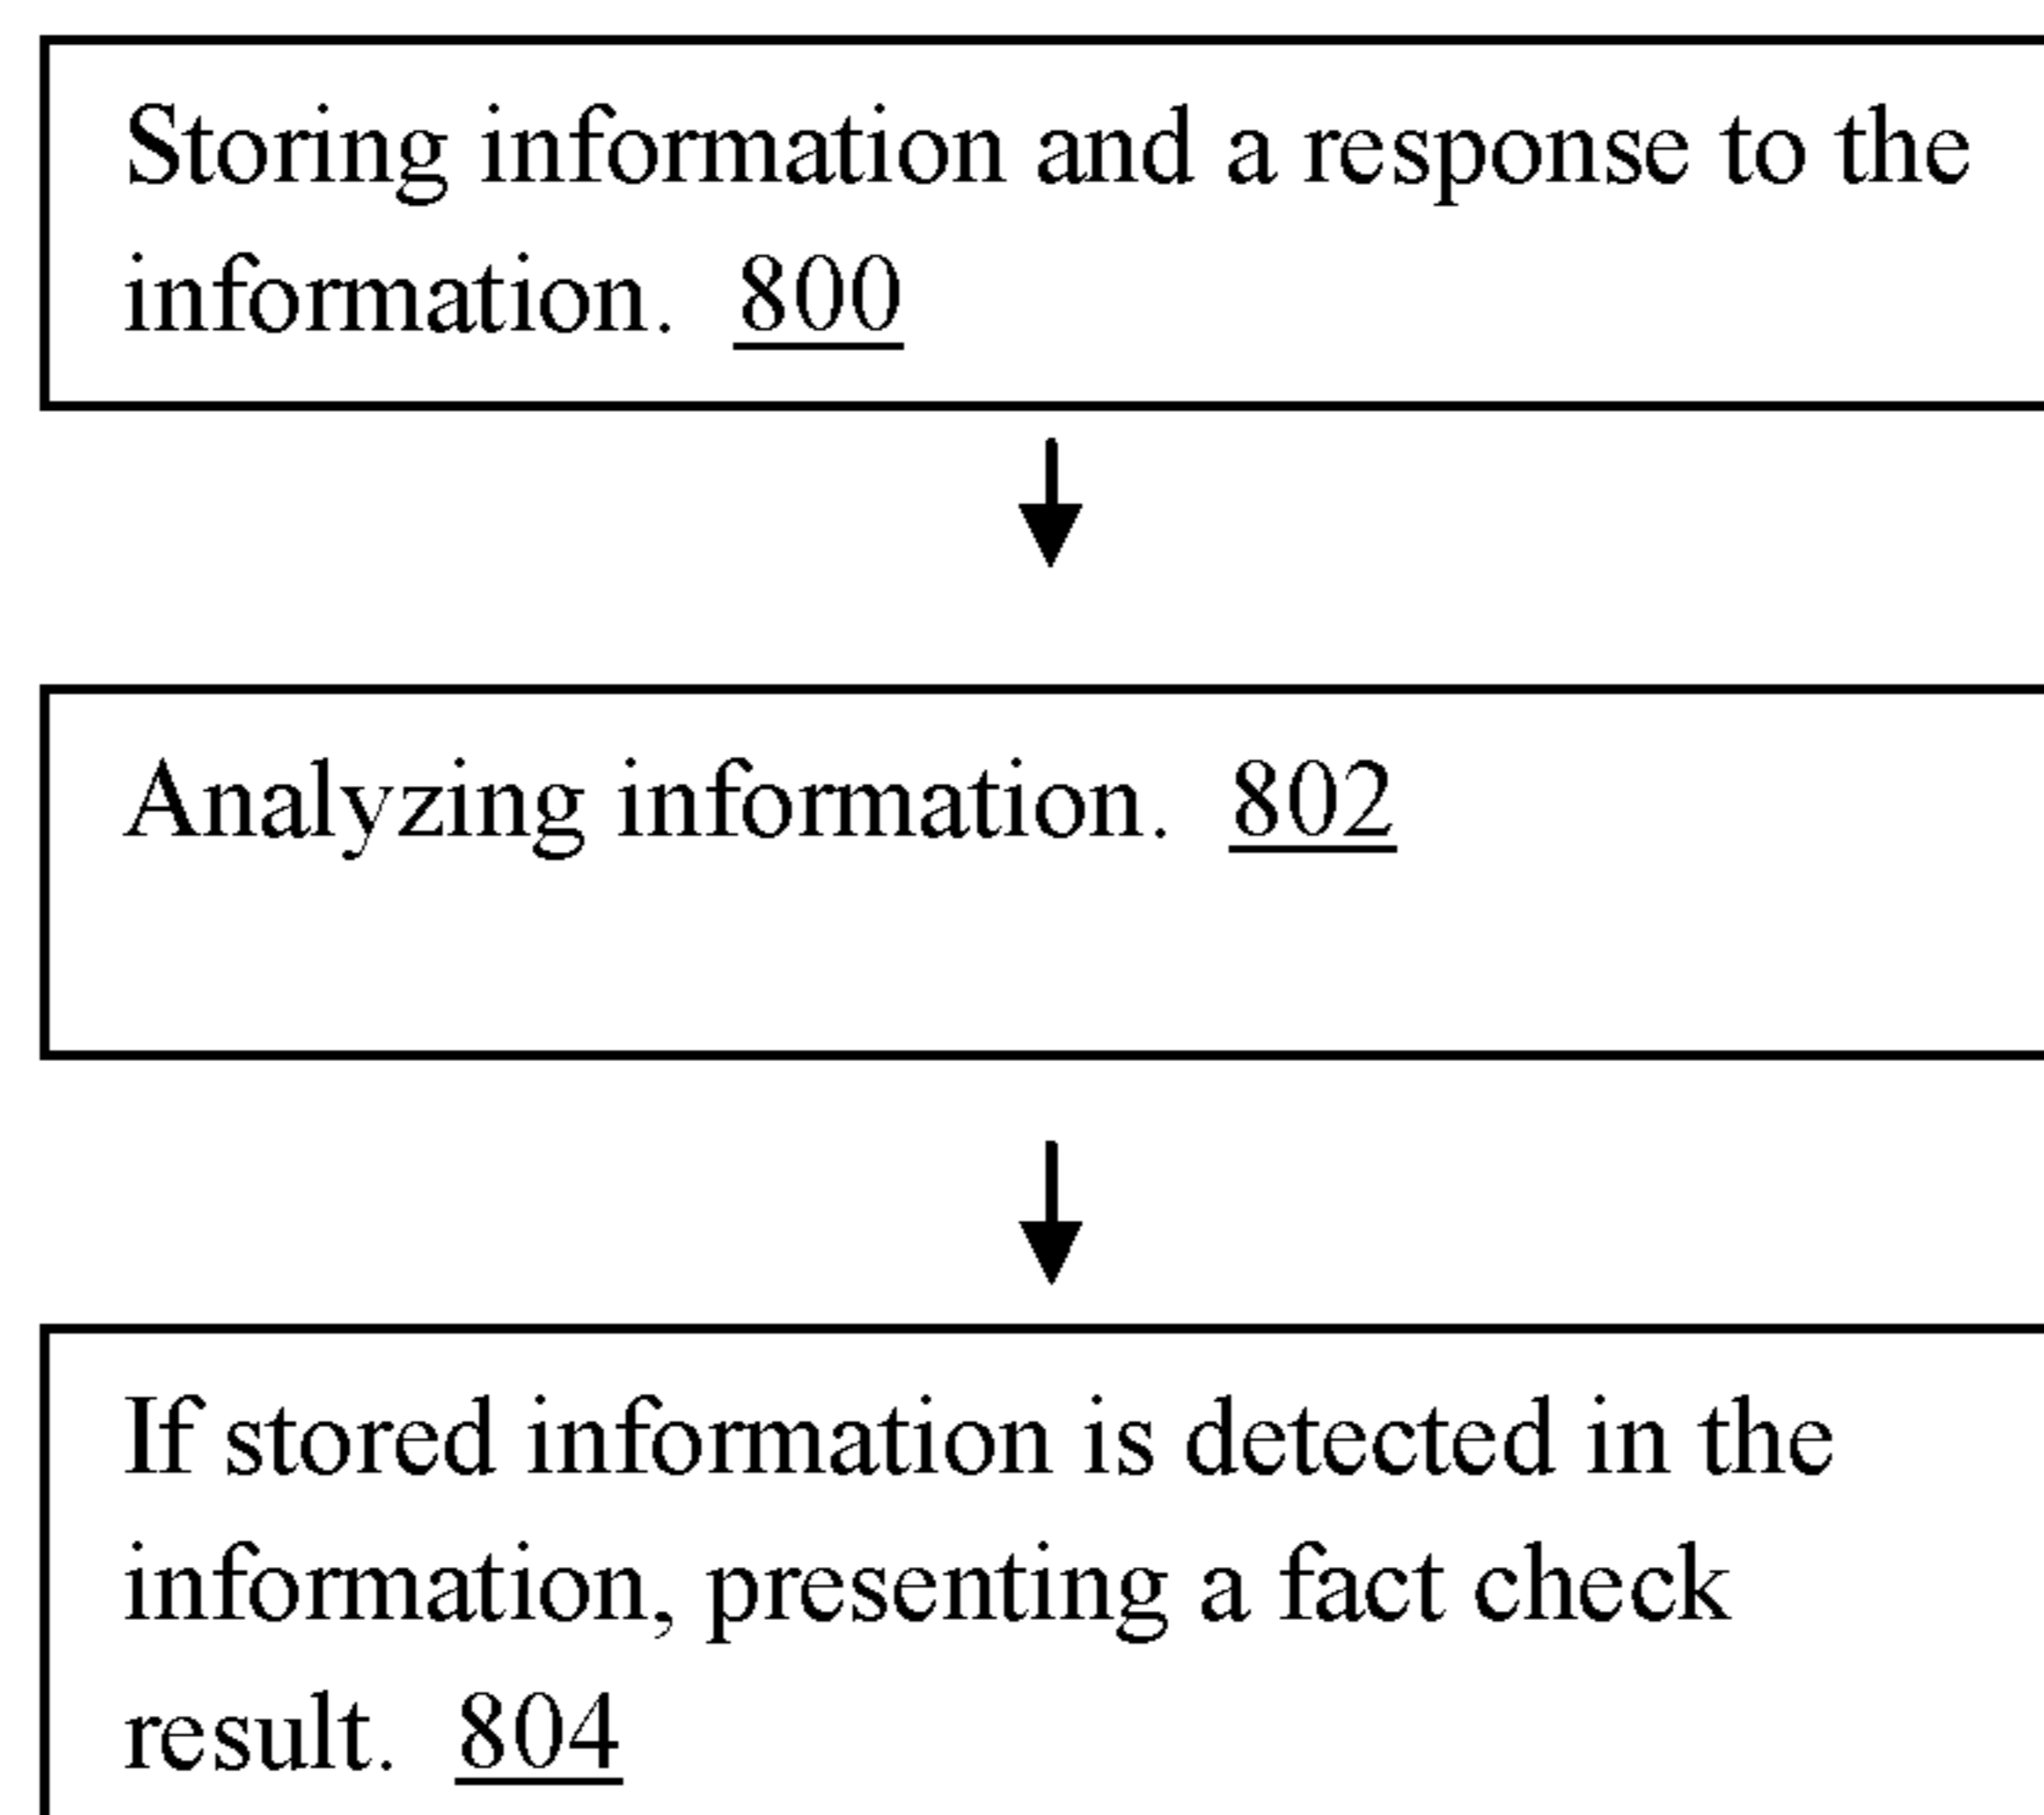 Storing information and a response to the
information. 800
Analyzing information. 802
If stored information is detected in the
information, presenting a fact check
result. 804